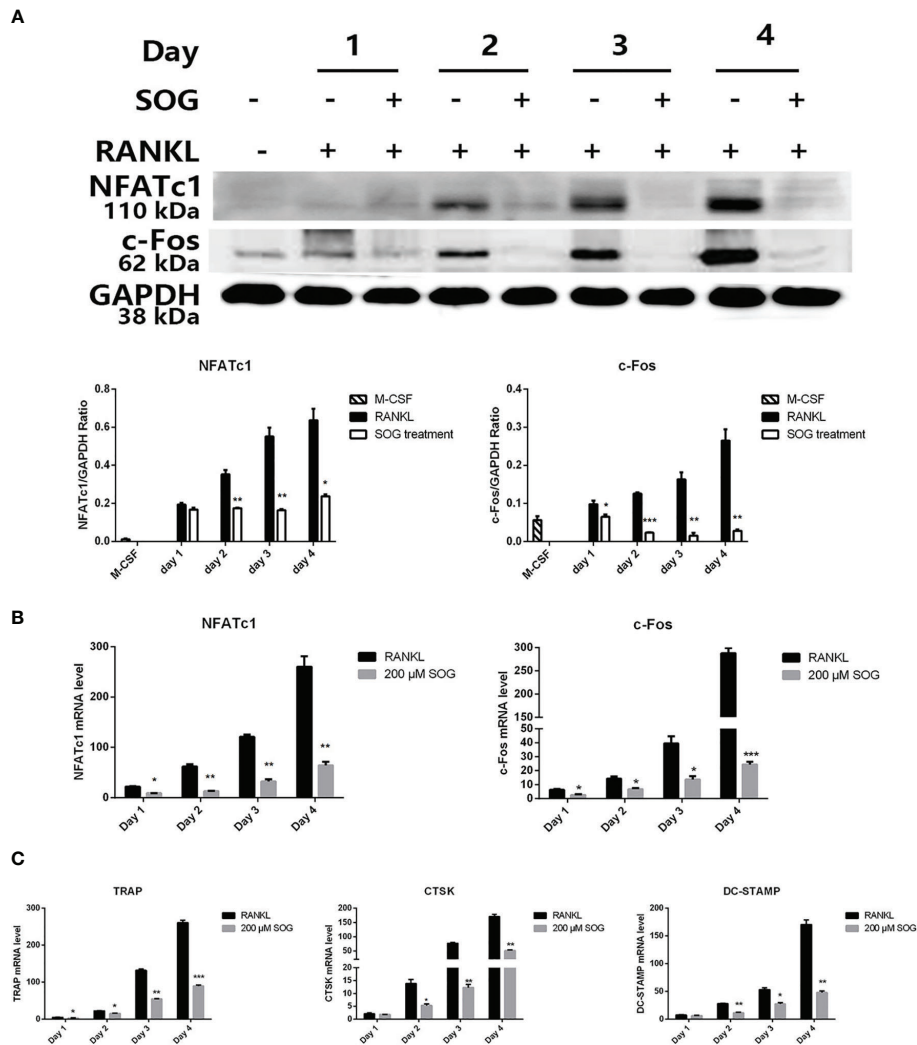 A
Day 1 2 3 4
SOG - - + - + - + - +
RANKL - + + + + + + + +
NFATc1
110 kDa
c-Fos
62 kDa
GAPDH
38 kDa
NFATc1
NFATc1/GAPDH Ratio
0.8
0.6
0.4
0.2
0.0
** ** *
M-CSF day 1 day 2 day 3 day 4
M-CSF
RANKL
SOG treatment
c-Fos
c-Fos/GAPDH Ratio
0.4
0.3
0.2
0.1
0.0
* *** ** **
M-CSF day 1 day 2 day 3 day 4
M-CSF
RANKL
SOG treatment
B
NFATc1
NFATc1 mRNA level
300
200
100
0
* ** ** **
Day 1 Day 2 Day 3 Day 4
RANKL
200 μM SOG
c-Fos
c-Fos mRNA level
300
250
200
150
100
50
40
30
20
10
0
* * * ***
Day 1 Day 2 Day 3 Day 4
RANKL
200 μM SOG
C
TRAP
TRAP mRNA level
300
200
100
0
* * ** ***
Day 1 Day 2 Day 3 Day 4
RANKL
200 μM SOG
CTSK
CTSK mRNA level
200
150
100
50
25
20
15
10
5
0
* ** **
Day 1 Day 2 Day 3 Day 4
RANKL
200 μM SOG
DC-STAMP
DC-STAMP mRNA level
200
150
100
50
0
** * **
Day 1 Day 2 Day 3 Day 4
RANKL
200 μM SOG